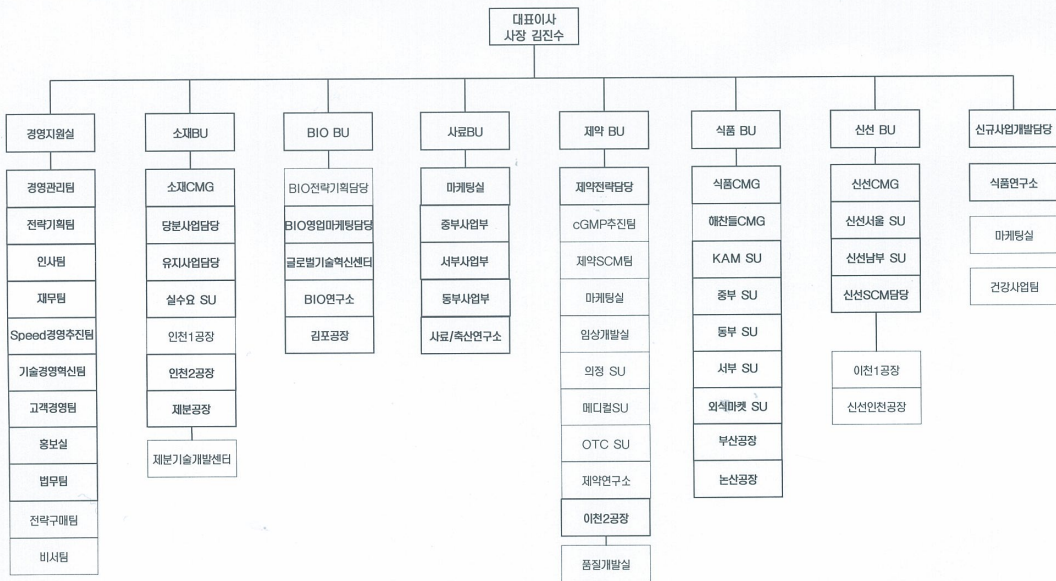 대표이사
사장 김진수
경영지원실
경영관리팀
전략기획팀
인사팀
재무팀
Speed경영추진팀
기술경영혁신팀
고객경영팀
홍보실
법무팀
전략구매팀
비서팀
소재BU
소재CMG
당분사업담당
유지사업담당
실수요 SU
인천1공장
인천2공장
제분공장
제분기술개발센터
BIO BU
BIO전략기획담당
BIO영업마케팅담당
글로벌기술혁신센터
BIO연구소
김포공장
사료BU
마케팅실
중부사업부
서부사업부
동부사업부
사료/축산연구소
제약 BU
제약전략담당
cGMP추진팀
제약SCM팀
마케팅실
임상개발실
의정 SU
메디컬SU
OTC SU
제약연구소
이천2공장
품질개발실
식품 BU
식품CMG
해찬들CMG
KAM SU
중부 SU
동부 SU
서부 SU
외식마켓 SU
부산공장
논산공장
신선 BU
신선CMG
신선서울 SU
신선남부 SU
신선SCM담당
이천1공장
신선인천공장
신규사업개발담당
식품연구소
마케팅실
건강사업팀